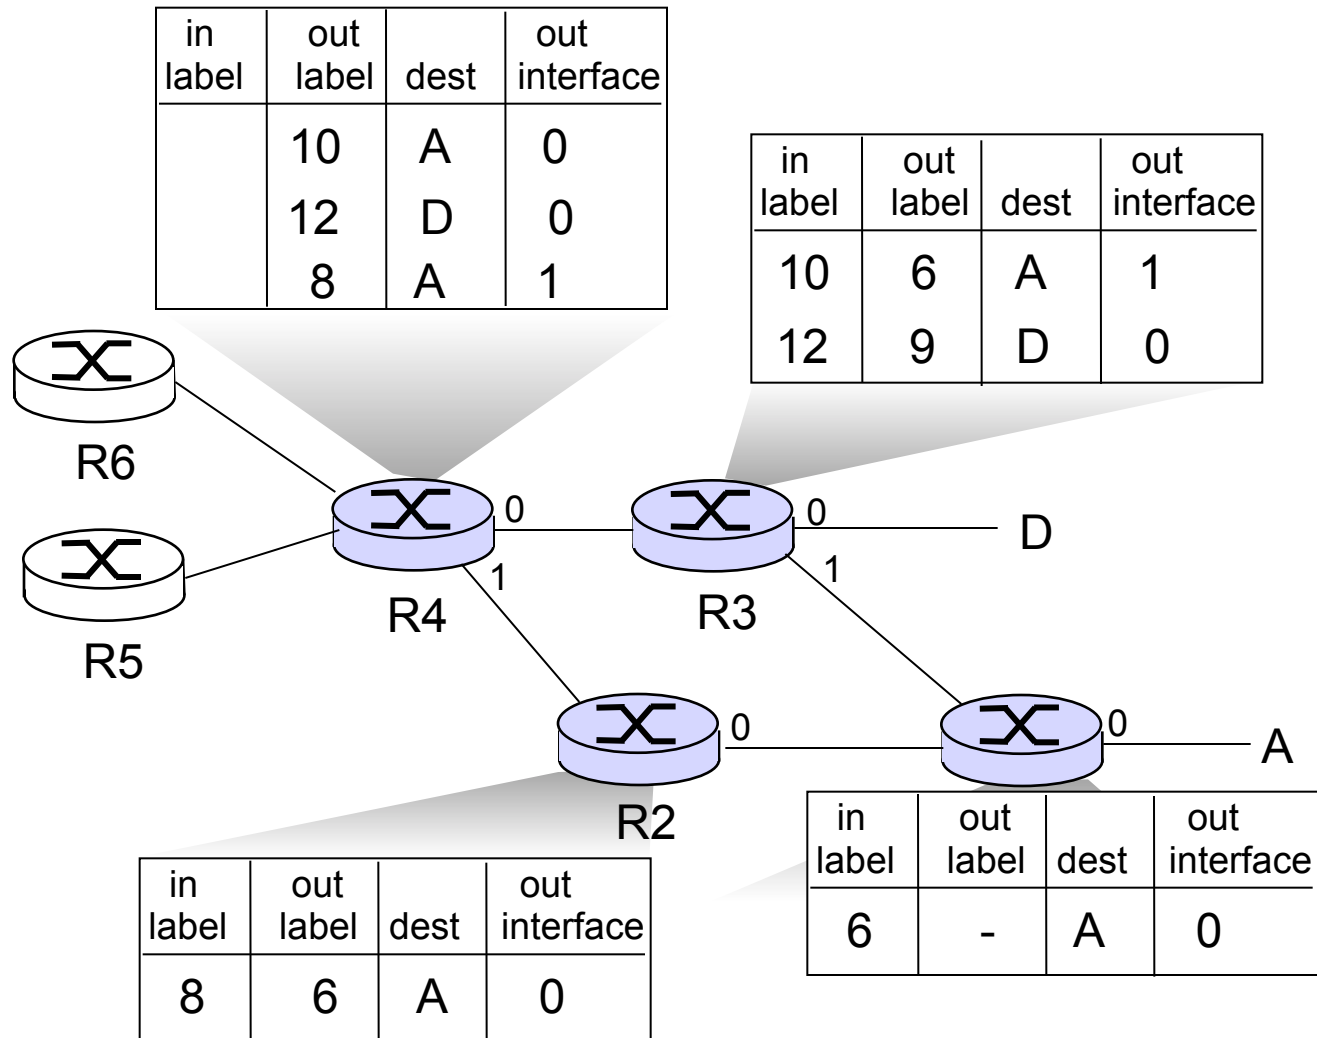 in out out
label label dest interface
10 A 0
12 D 0
8 A 1
in out out
label label dest interface
10 6 A 1
12 9 D 0
R6
R5
R4
0
1
R3
0
1
D
R2
0
0
A
in out out
label label dest interface
8 6 A 0
in out out
label label dest interface
6 - A 0